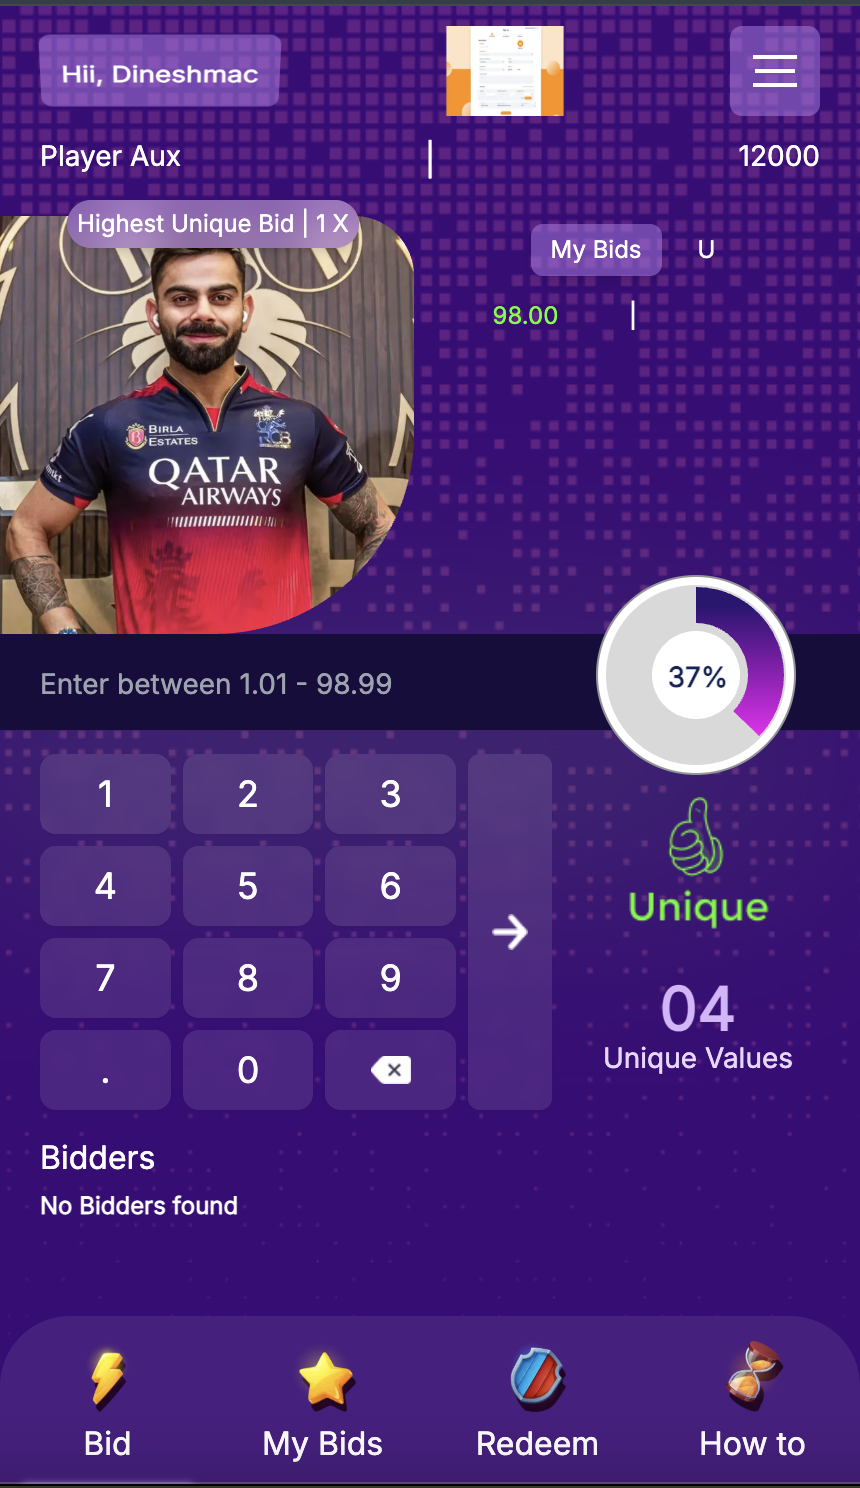 Hii, Dineshmac
Player Aux | 12000
Highest Unique Bid | 1 X
My Bids U
98.00 |
BIRLA
ESTATES
RCB
QATAR
AIRWAYS
Enter between 1.01 - 98.99
37%
1 2 3
4 5 6
7 8 9
. 0
→
Unique
04
Unique Values
Bidders
No Bidders found
Bid My Bids Redeem How to